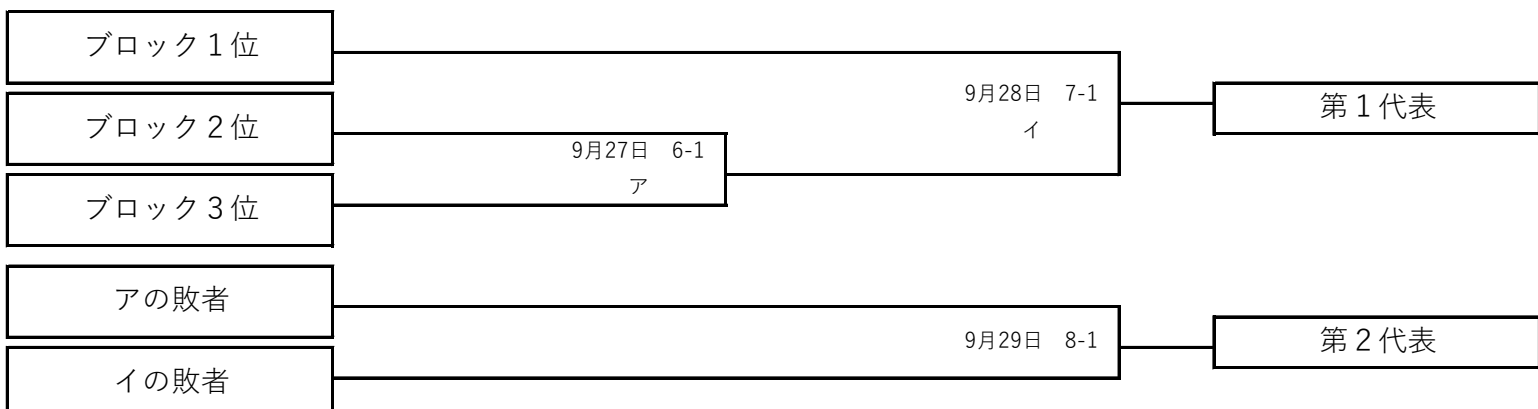 ブロック１位
9月28日　7-1
イ
第１代表
ブロック２位
9月27日　6-1
ア
ブロック３位
アの敗者
9月29日　8-1
第２代表
イの敗者